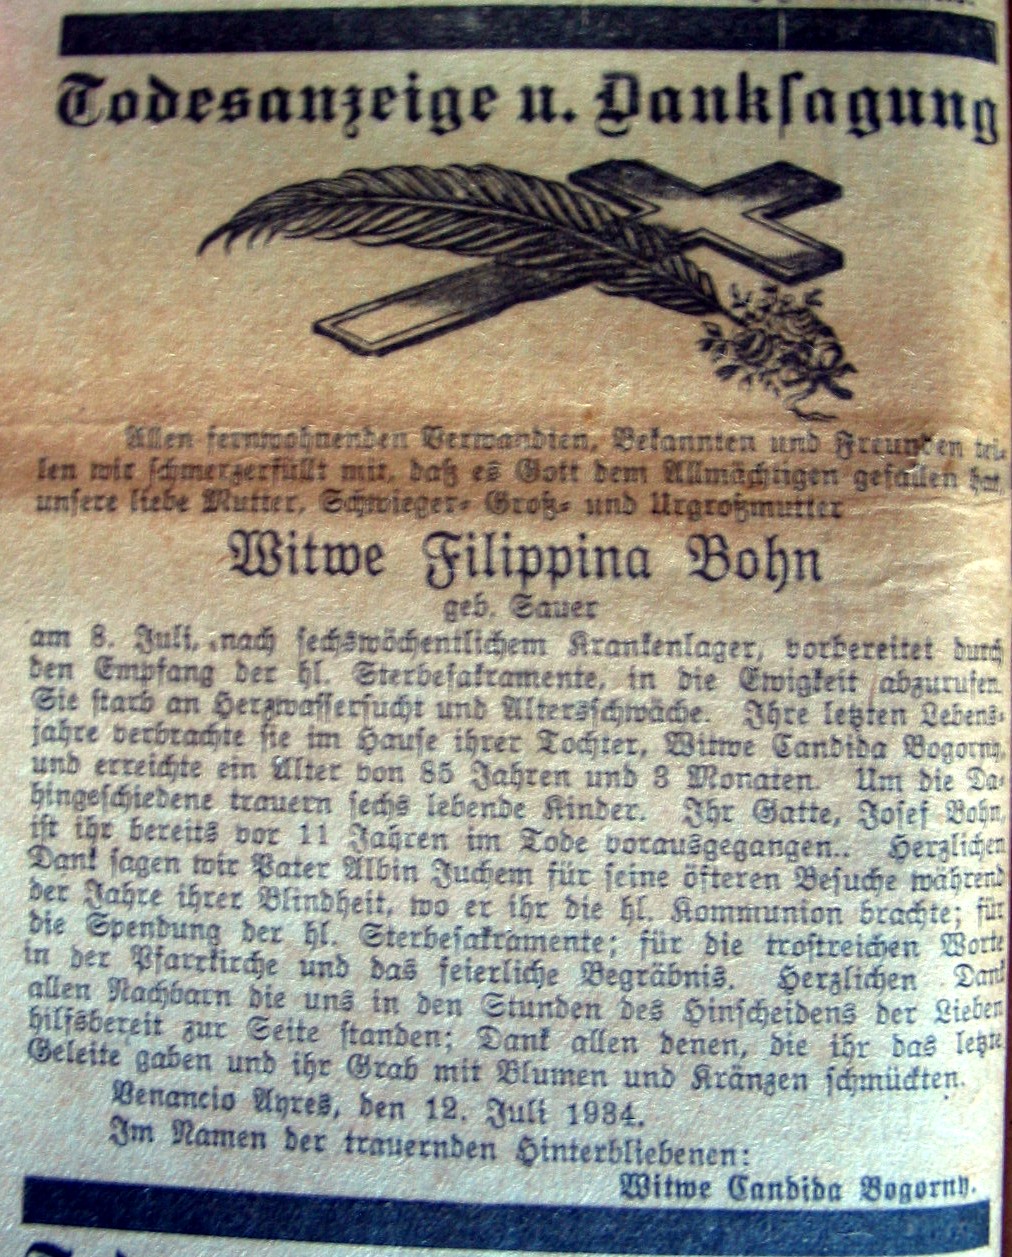 Todesanzeige u. Danksagung
Allen fernwohnenden Verwandten, Bekannten und Freunden tei-
len wir schmerzerfüllt mit, daß es Gott dem Allmächtigen gefallen hat,
unsere liebe Mutter, Schwieger- Groß- und Urgroßmutter
Witwe Filippina Bohn
geb. Sauer
am 8. Juli, nach sechswöchentlichem Krankenlager, vorbereitet durch
den Empfang der hl. Sterbesakramente, in die Ewigkeit abzurufen.
Sie starb an Herzwassersucht und Altersschwäche. Ihre letzten Lebens-
jahre verbrachte sie im Hause ihrer Tochter, Witwe Candida Bogorny,
und erreichte ein Alter von 85 Jahren und 3 Monaten. Um die Da-
hingeschiedene trauern sechs lebende Kinder. Ihr Gatte, Josef Bohn,
ist ihr bereits vor 11 Jahren im Tode vorausgegangen.. Herzlichen
Dank sagen wir Pater Albin Juchem für seine öfteren Besuche während
der Jahre ihrer Blindheit, wo er ihr die hl. Kommunion brachte; für
die Spendung der hl. Sterbesakramente; für die trostreichen Worte
in der Pfarrkirche und das feierliche Begräbnis. Herzlichen Dank
allen Nachbarn die uns in den Stunden des Hinscheidens der Lieben
hilfsbereit zur Seite standen; Dank allen denen, die ihr das letzte
Geleite gaben und ihr Grab mit Blumen und Kränzen schmückten.
Venancio Ayres, den 12. Juli 1934.
Im Namen der trauernden Hinterbliebenen:
Witwe Candida Bogorny.